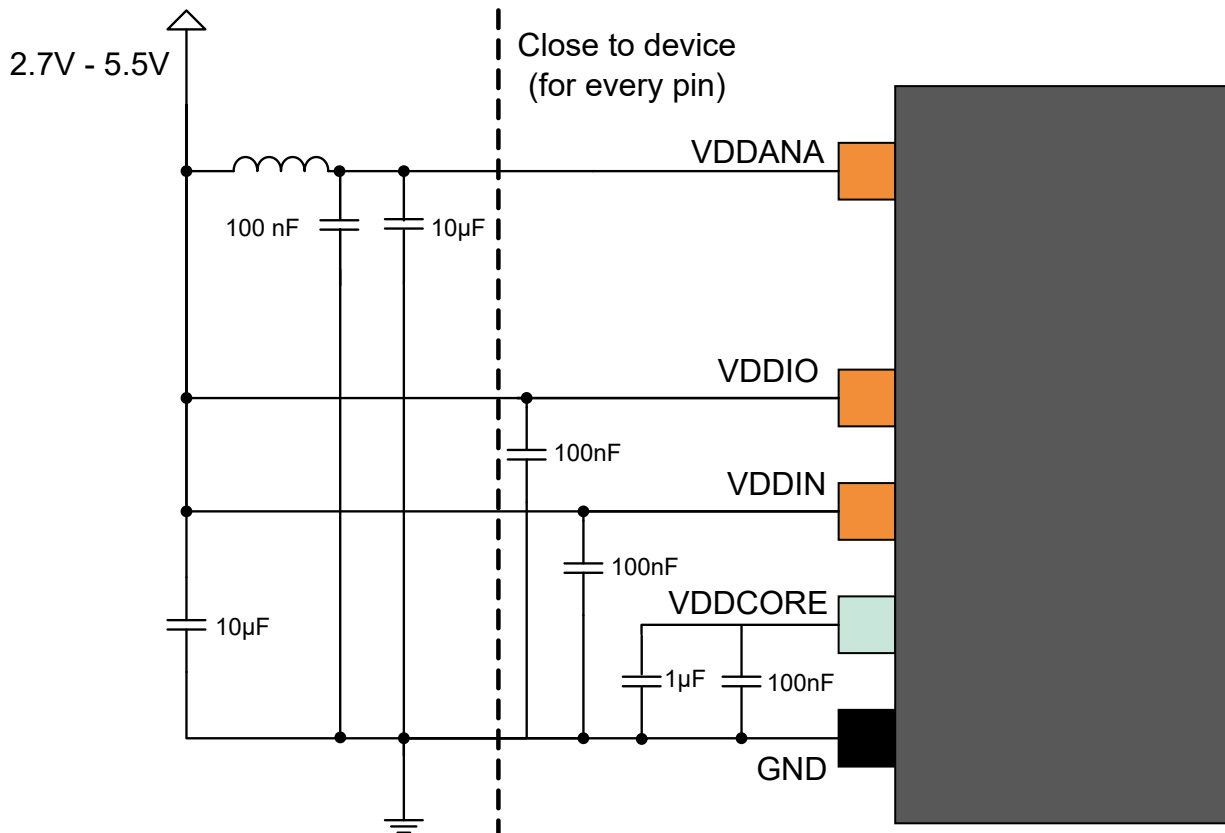 2.7V - 5.5V
Close to device
(for every pin)
VDDANA
100 nF
10µF
VDDIO
100nF
VDDIN
100nF
VDDCORE
10µF
1µF
100nF
GND